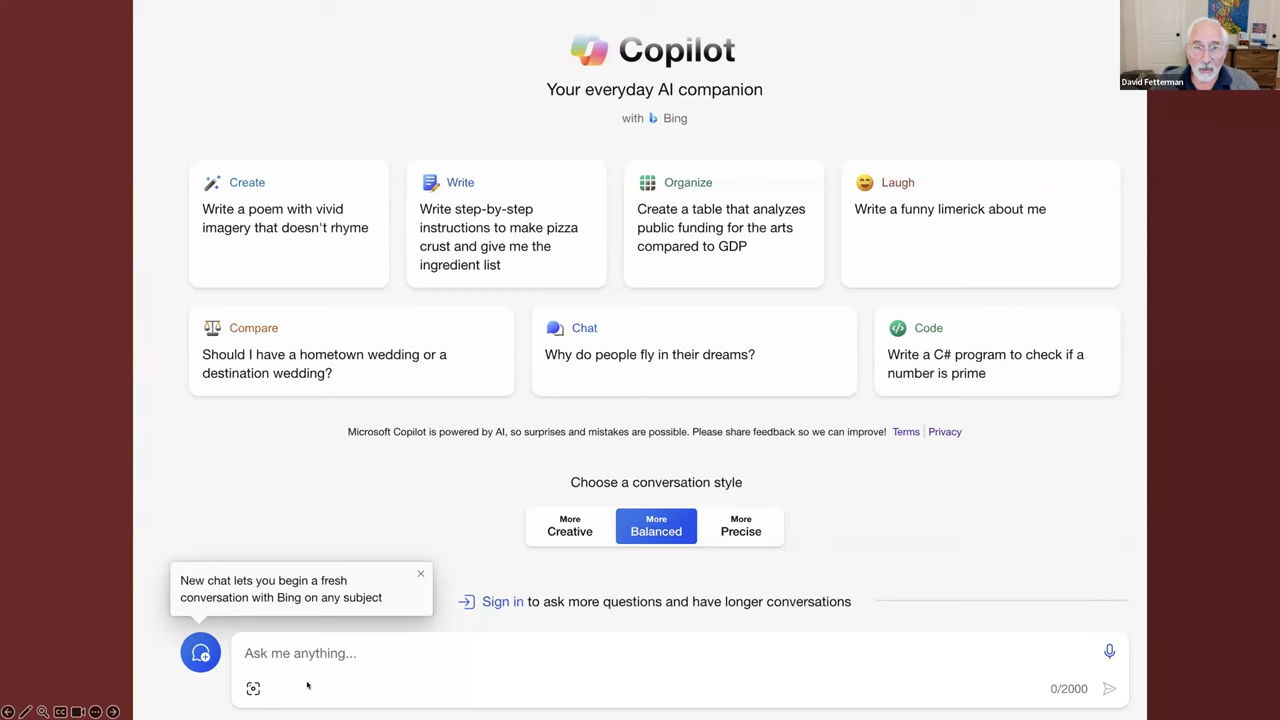 Copilot
David Fetterman
Your everyday AI companion
with Bing
Create
Write a poem with vivid
imagery that doesn't rhyme
Write
Write step-by-step
instructions to make pizza
crust and give me the
ingredient list
Organize
Create a table that analyzes
public funding for the arts
compared to GDP
Laugh
Write a funny limerick about me
Compare
Should I have a hometown wedding or a
destination wedding?
Chat
Why do people fly in their dreams?
Code
Write a C# program to check if a
number is prime
Microsoft Copilot is powered by AI, so surprises and mistakes are possible. Please share feedback so we can improve! Terms | Privacy
Choose a conversation style
More
Creative
More
Balanced
More
Precise
New chat lets you begin a fresh
conversation with Bing on any subject
Sign in to ask more questions and have longer conversations
Ask me anything...
0/2000
CC